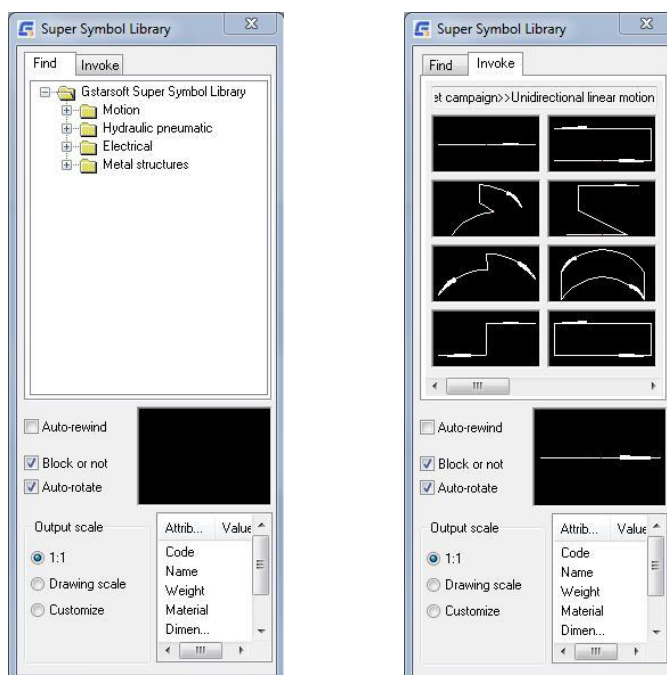 Super Symbol Library
Find Invoke
Gstarsoft Super Symbol Library
Motion
Hydraulic pneumatic
Electrical
Metal structures
Auto-rewind
Block or not
Auto-rotate
Output scale
1:1
Drawing scale
Customize
Attrib... Value
Code
Name
Weight
Material
Dimen...
Super Symbol Library
Find Invoke
et campaign>>Unidirectional linear motion
Auto-rewind
Block or not
Auto-rotate
Output scale
1:1
Drawing scale
Customize
Attrib... Value
Code
Name
Weight
Material
Dimen...